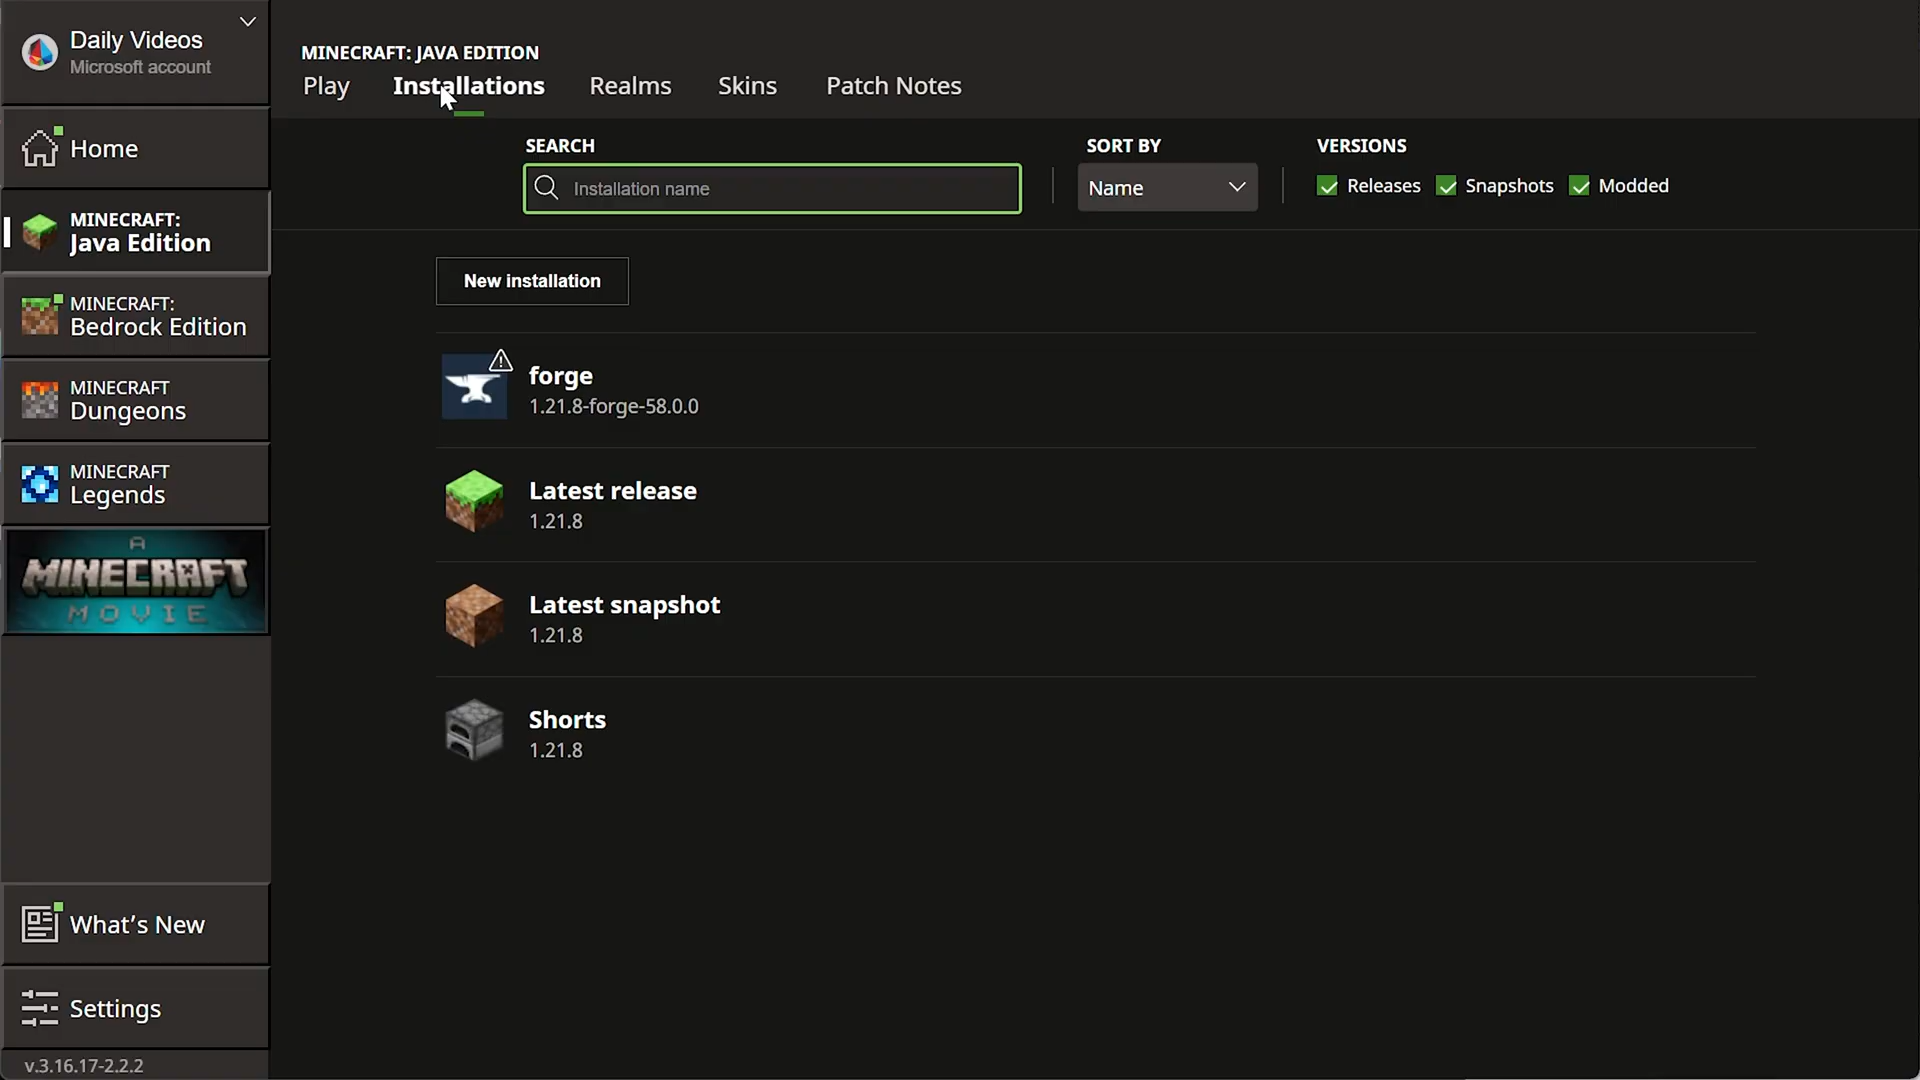 Daily Videos
Microsoft account
Home
MINECRAFT:
Java Edition
MINECRAFT:
Bedrock Edition
MINECRAFT
Dungeons
MINECRAFT
Legends
A
MINECRAFT
MOVIE
What's New
Settings
v.3.16.17-2.2.2
MINECRAFT: JAVA EDITION
Play Installations Realms Skins Patch Notes
SEARCH
Installation name
SORT BY
Name
VERSIONS
Releases Snapshots Modded
New installation
forge
1.21.8-forge-58.0.0
Latest release
1.21.8
Latest snapshot
1.21.8
Shorts
1.21.8